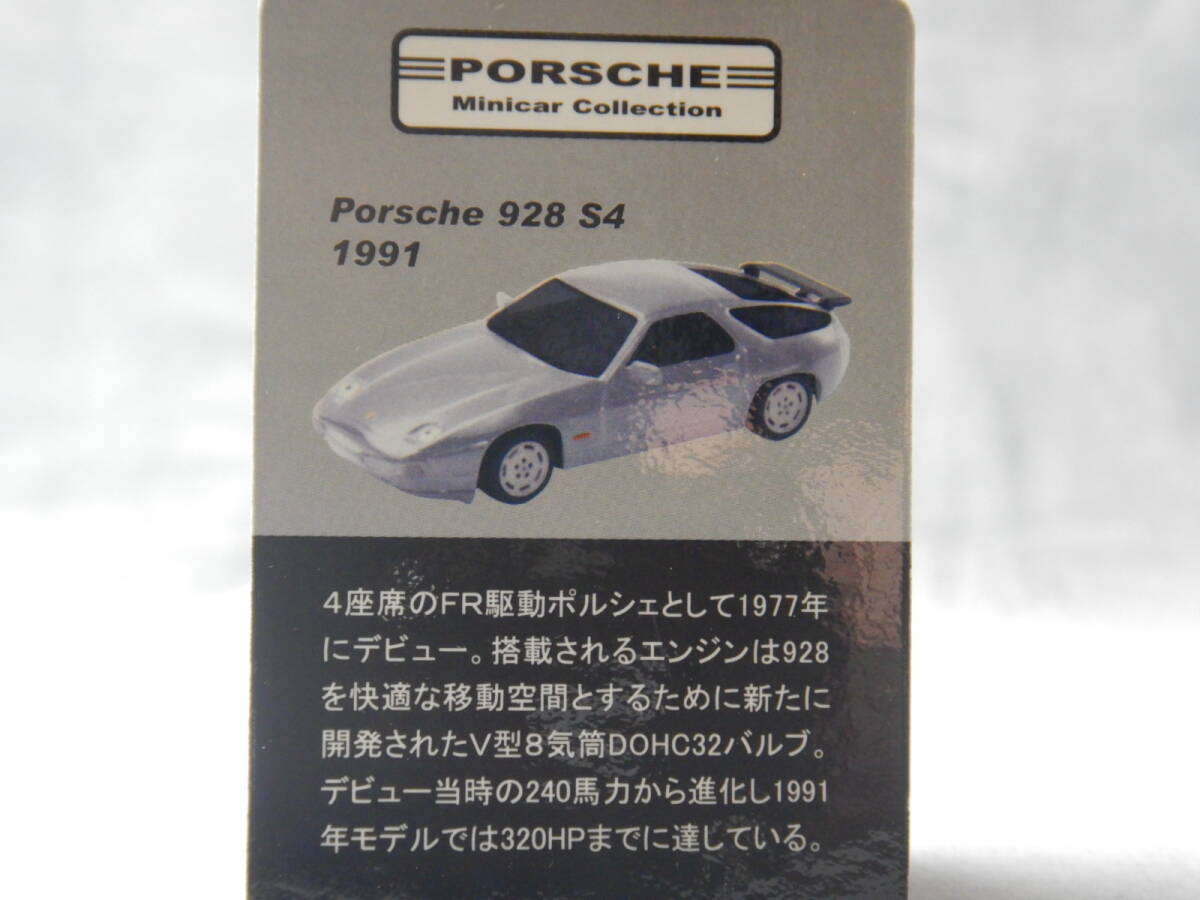 PORSCHE
Minicar Collection
Porsche 928 S4
1991
4座席のFR駆動ポルシェとして1977年
にデビュー。搭載されるエンジンは928
を快適な移動空間とするために新たに
開発されたV型8気筒DOHC32バルブ。
デビュー当時の240馬力から進化し1991
年モデルでは320HPまでに達している。